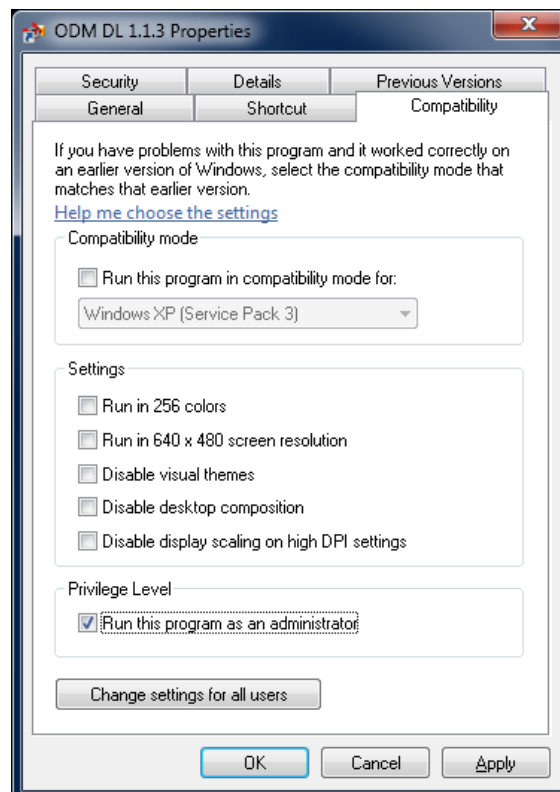 ODM DL 1.1.3 Properties
Security Details Previous Versions
General Shortcut Compatibility
If you have problems with this program and it worked correctly on
an earlier version of Windows, select the compatibility mode that
matches that earlier version.
Help me choose the settings
Compatibility mode
Run this program in compatibility mode for:
Windows XP (Service Pack 3)
Settings
Run in 256 colors
Run in 640 x 480 screen resolution
Disable visual themes
Disable desktop composition
Disable display scaling on high DPI settings
Privilege Level
Run this program as an administrator
Change settings for all users
OK Cancel Apply